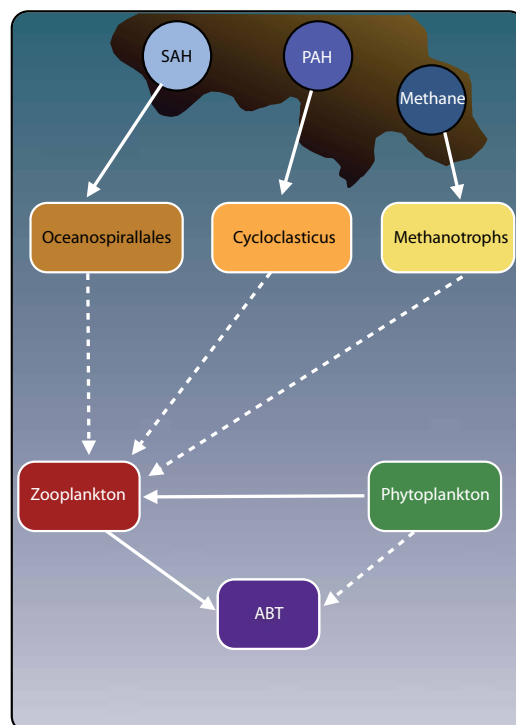 SAH
PAH
Methane
Oceanospirallales
Cycloclasticus
Methanotrophs
Zooplankton
Phytoplankton
ABT